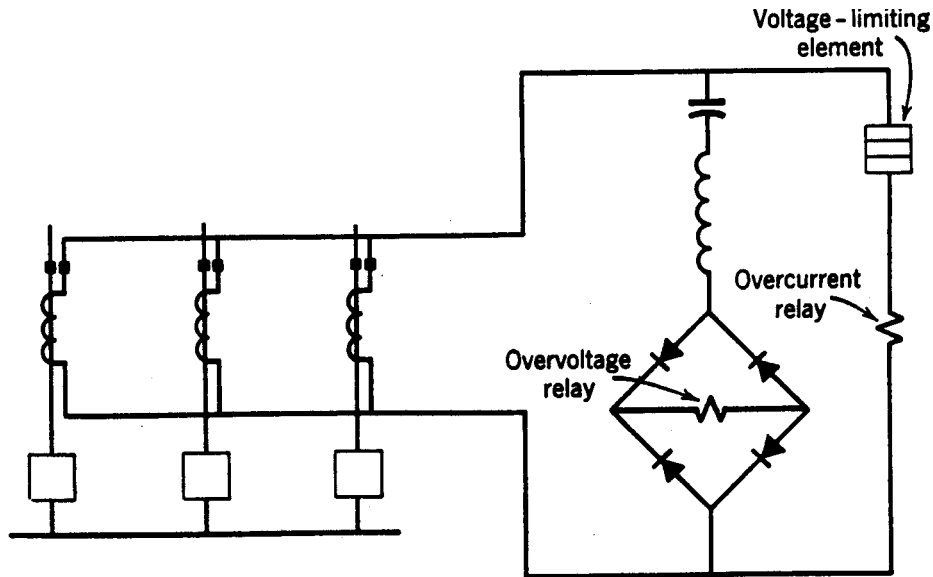 Voltage - limiting
element
Overcurrent
relay
Overvoltage
relay